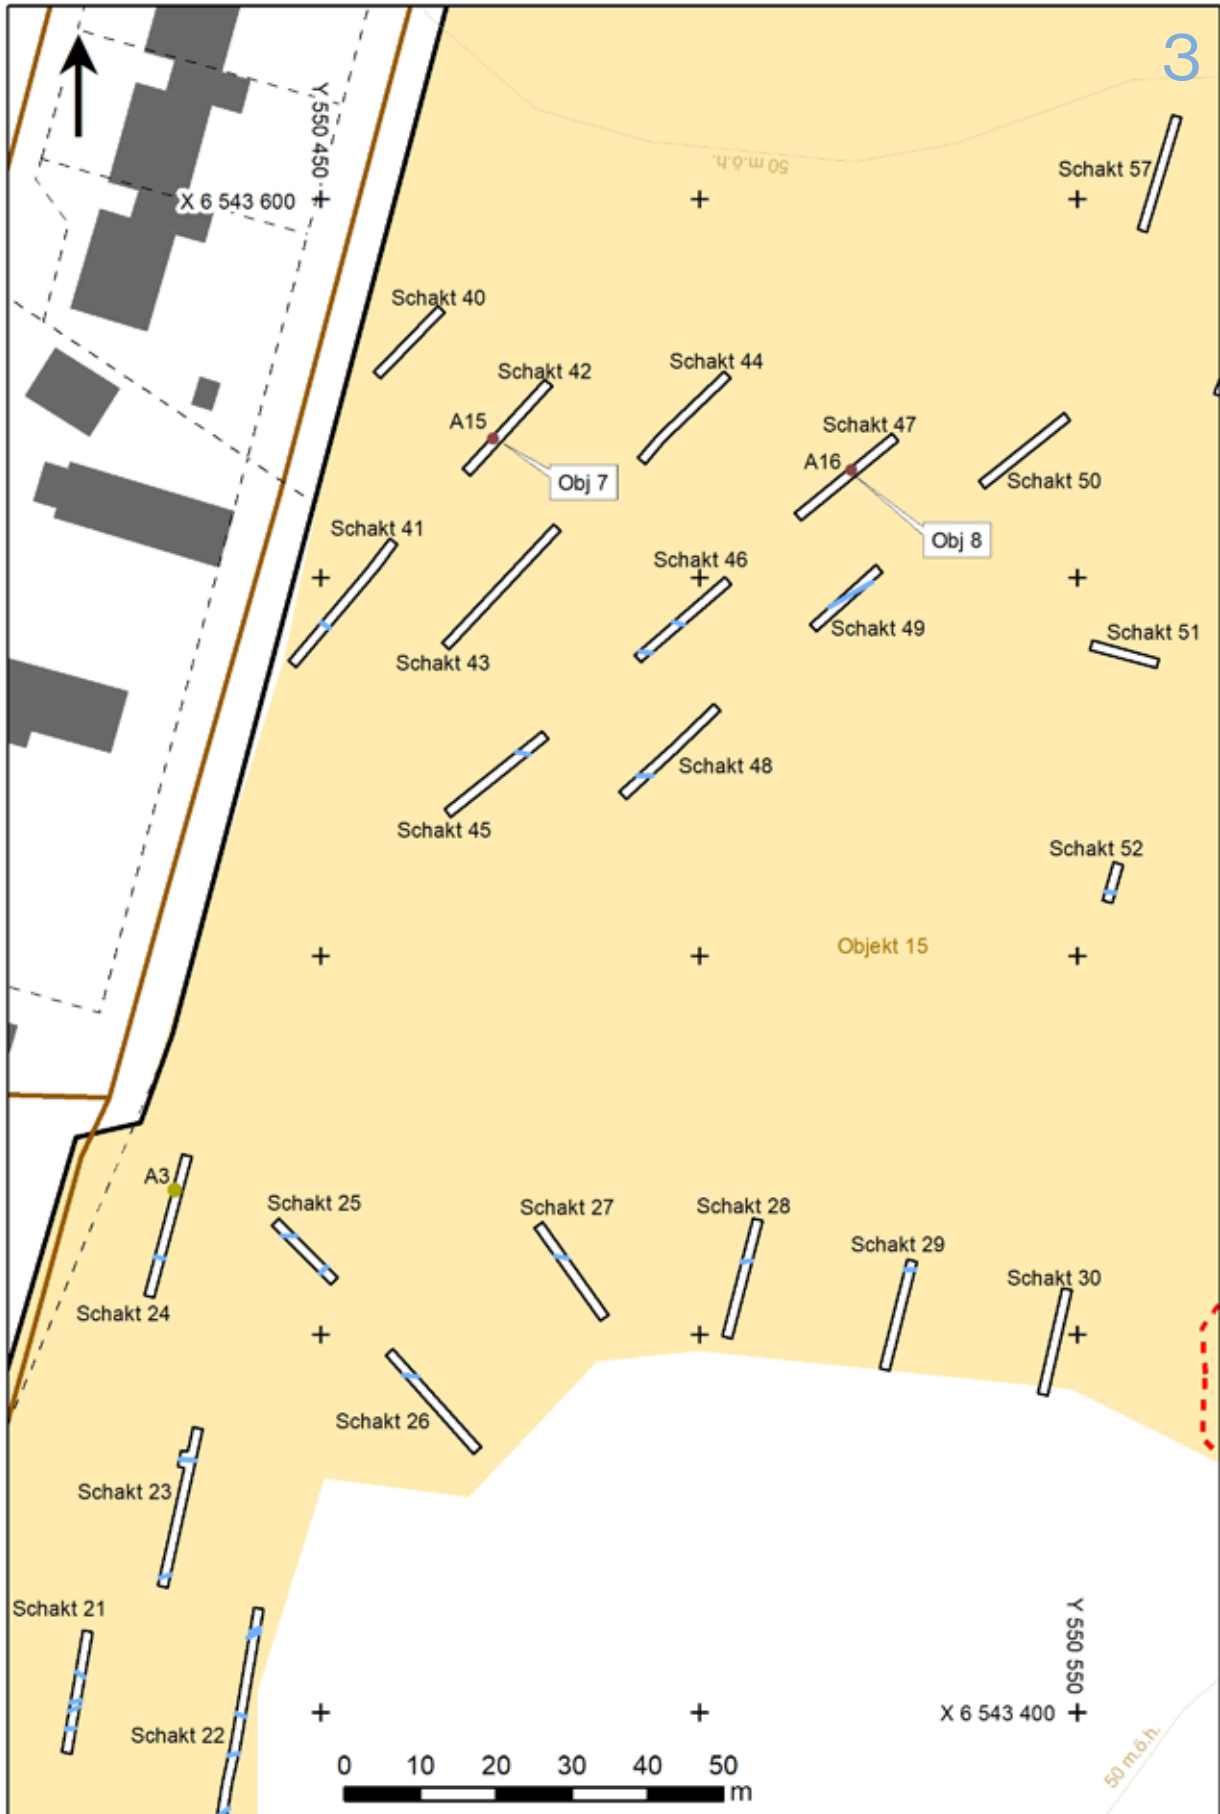 3
Y 550 450
Schakt 57
X 6 543 600
50 m.ö.h.
Schakt 40
Schakt 42
Schakt 44
A15
Schakt 47
A16
Obj 7
Schakt 50
Schakt 41
Obj 8
Schakt 46
Schakt 49
Schakt 51
Schakt 43
Schakt 48
Schakt 45
Schakt 52
Objekt 15
A3
Schakt 25
Schakt 27
Schakt 28
Schakt 29
Schakt 30
Schakt 24
Schakt 26
Schakt 23
Schakt 21
Y 550 550
X 6 543 400
Schakt 22
50 m.ö.h.
0 10 20 30 40 50
m